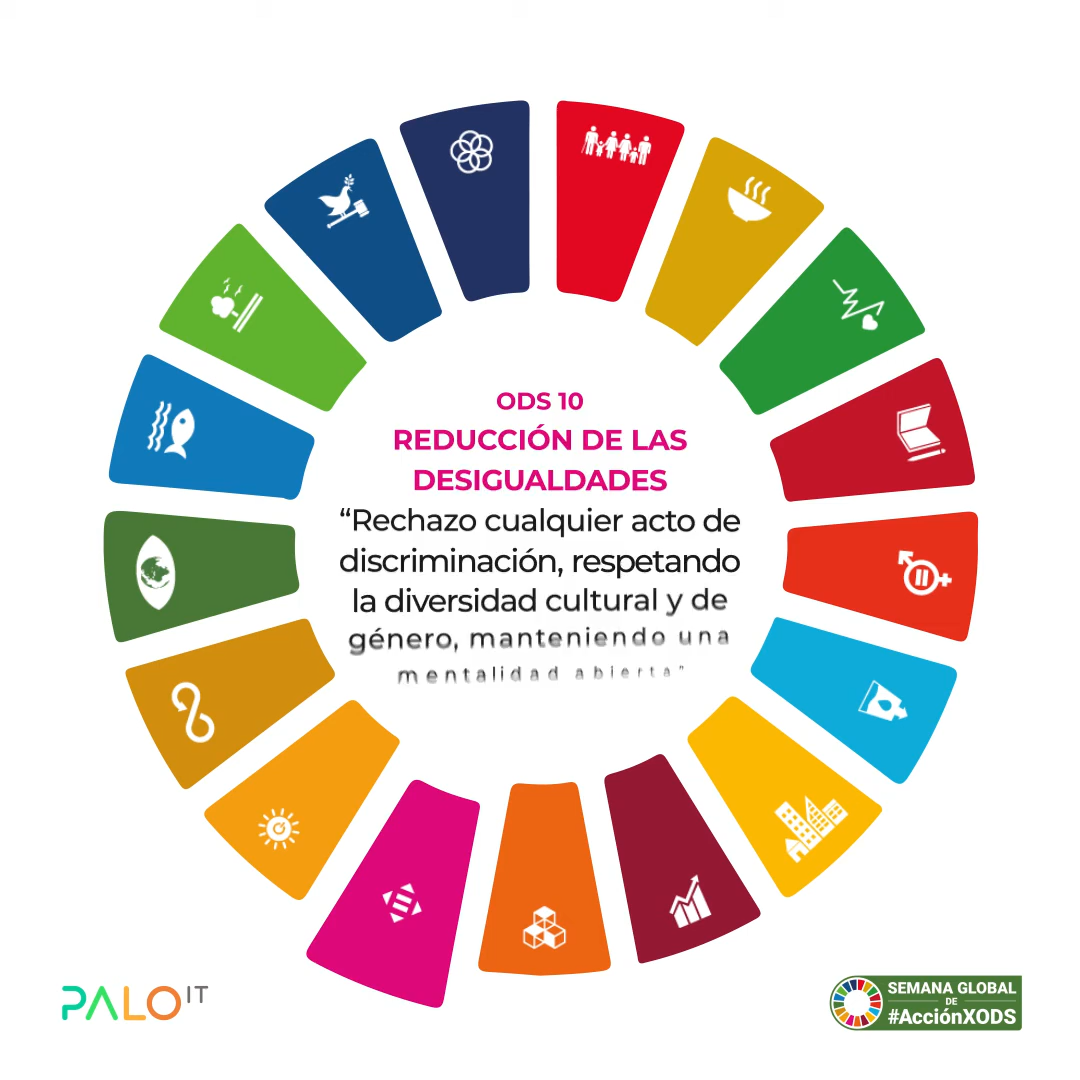 ODS 10
REDUCCIÓN DE LAS
DESIGUALDADES
“Rechazo cualquier acto de
discriminación, respetando
la diversidad cultural y de
género, manteniendo una
mentalidad abierta”
PALO IT
SEMANA GLOBAL
DE
#AcciónXODS